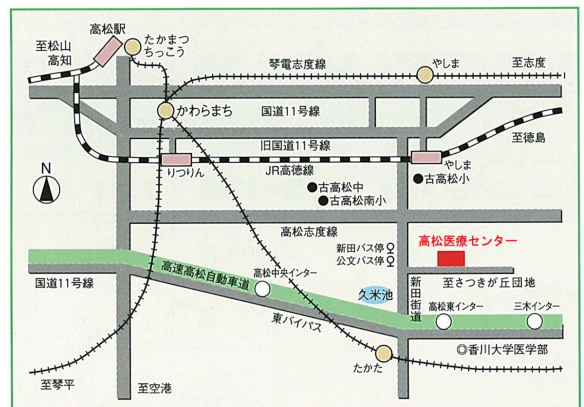 高松駅
至松山
高知
たかまつ
ちっこう
琴電志度線
やしま
至志度
かわらまち
国道11号線
旧国道11号線
至徳島
りつりん
JR高徳線
やしま
古高松小
N
古高松中
古高松南小
高松志度線
新田バス停
公文バス停
高松医療センター
国道11号線
高速高松自動車道
高松中央インター
久米池
新田街道
至さつきが丘団地
高松東インター
三木インター
東バイパス
◎香川大学医学部
たかた
至琴平
至空港